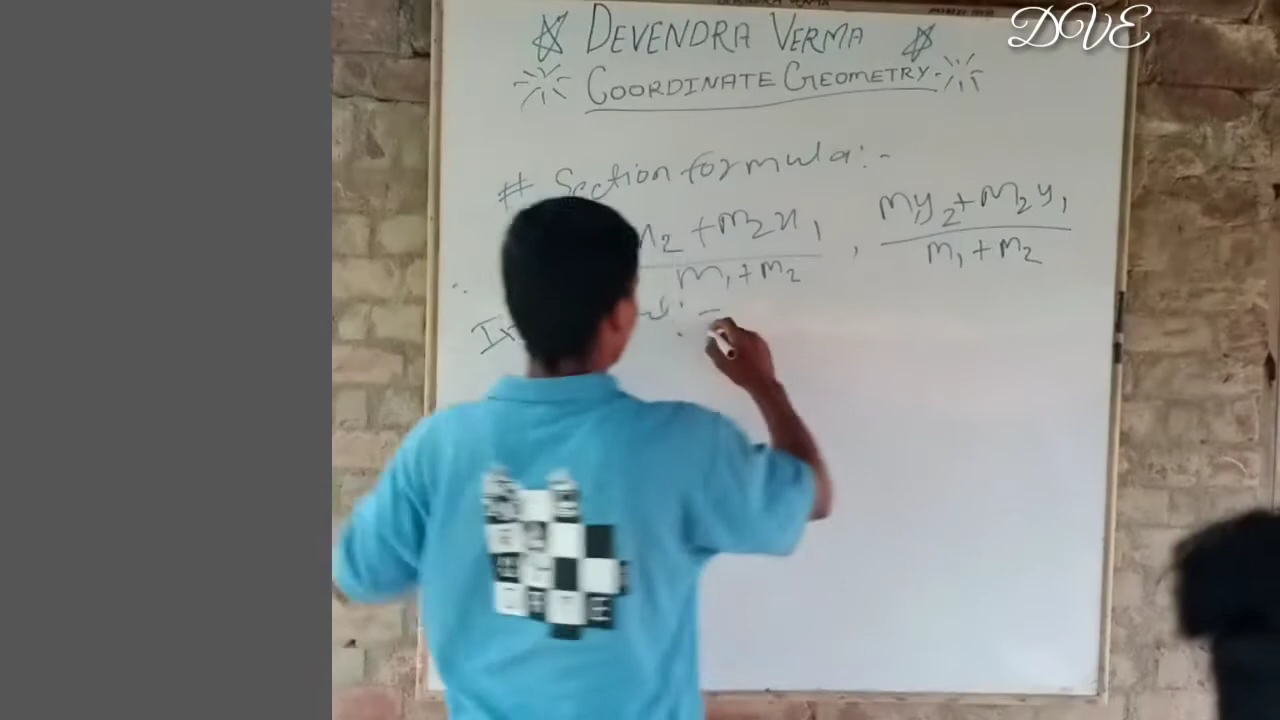 DVE
DEVENDRA VERMA
COORDINATE GEOMETRY
# Section formula:-
x₂ + m₂x₁ / m₁ + m₂ , m₁y₂ + m₂y₁ / m₁ + m₂